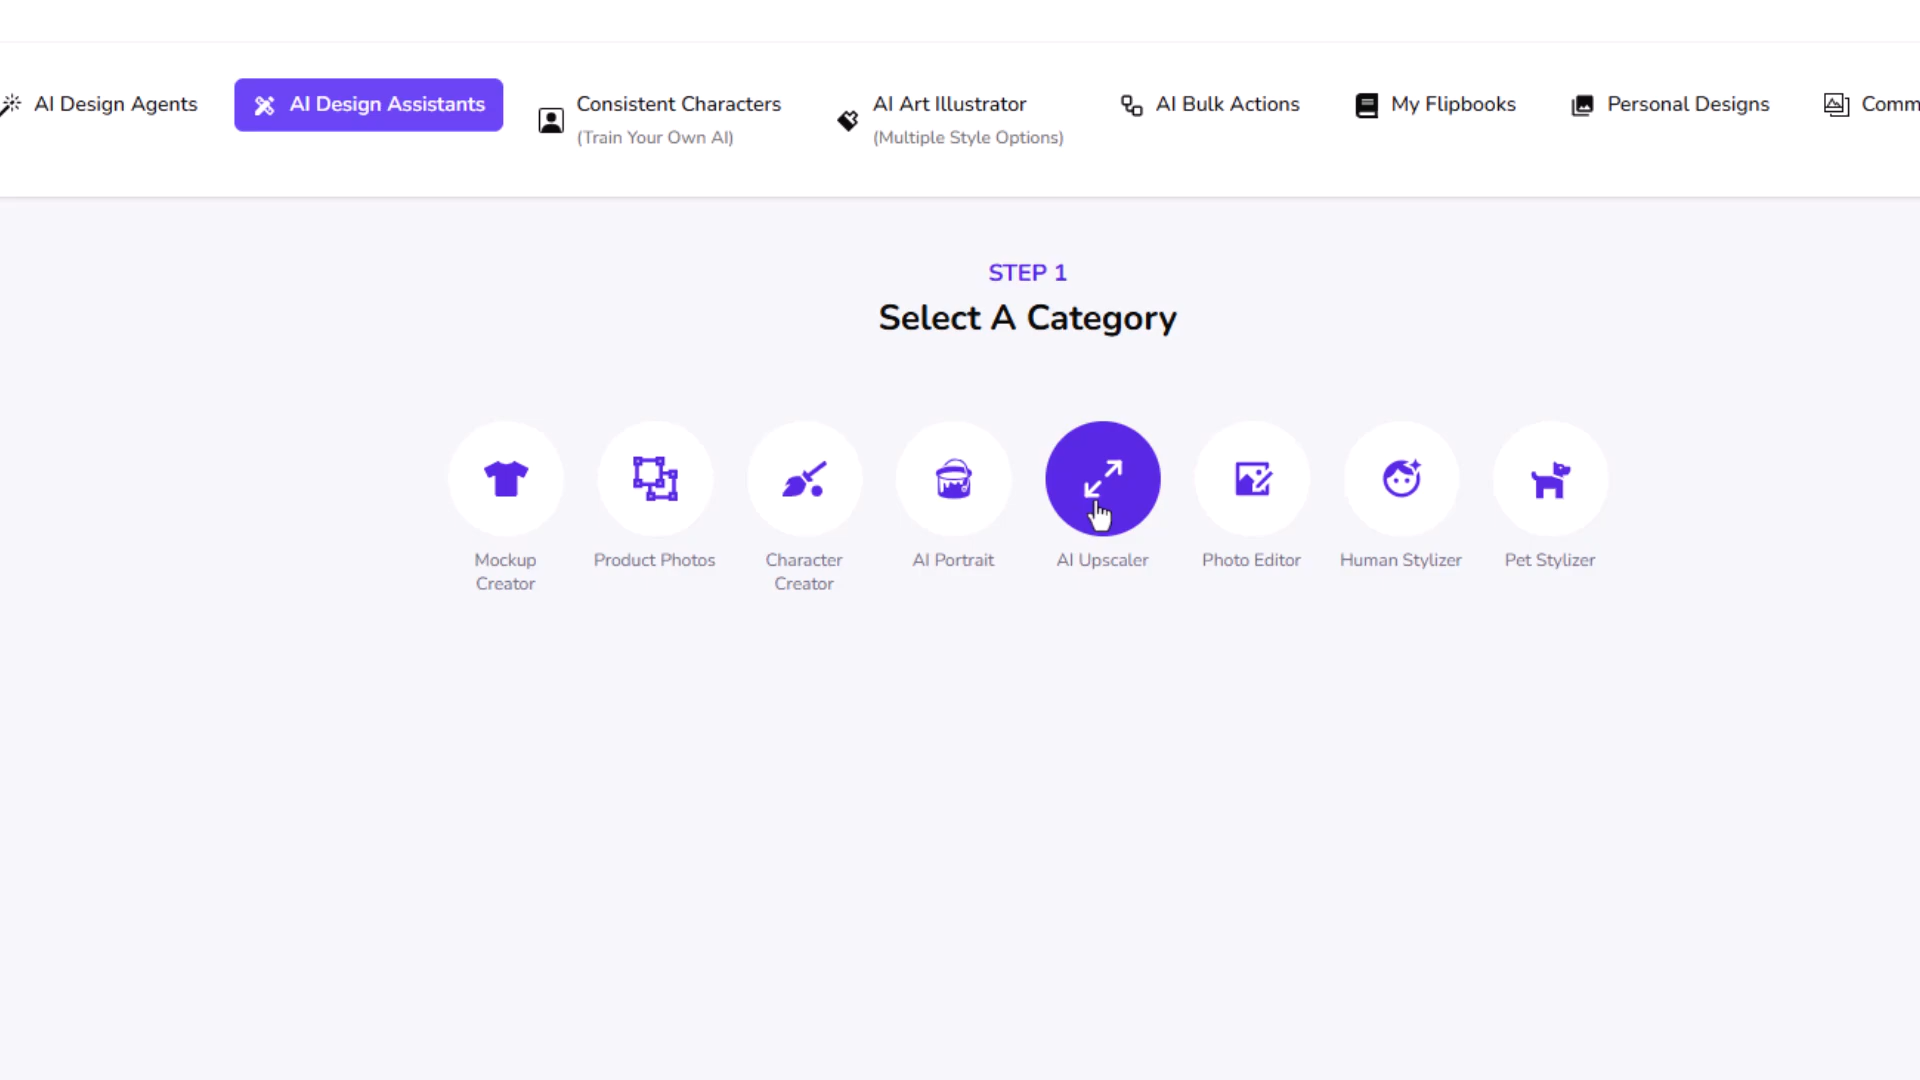 AI Design Agents
AI Design Assistants
Consistent Characters
(Train Your Own AI)
AI Art Illustrator
(Multiple Style Options)
AI Bulk Actions
My Flipbooks
Personal Designs
Comm
STEP 1
Select A Category
Mockup
Creator
Product Photos
Character
Creator
AI Portrait
AI Upscaler
Photo Editor
Human Stylizer
Pet Stylizer